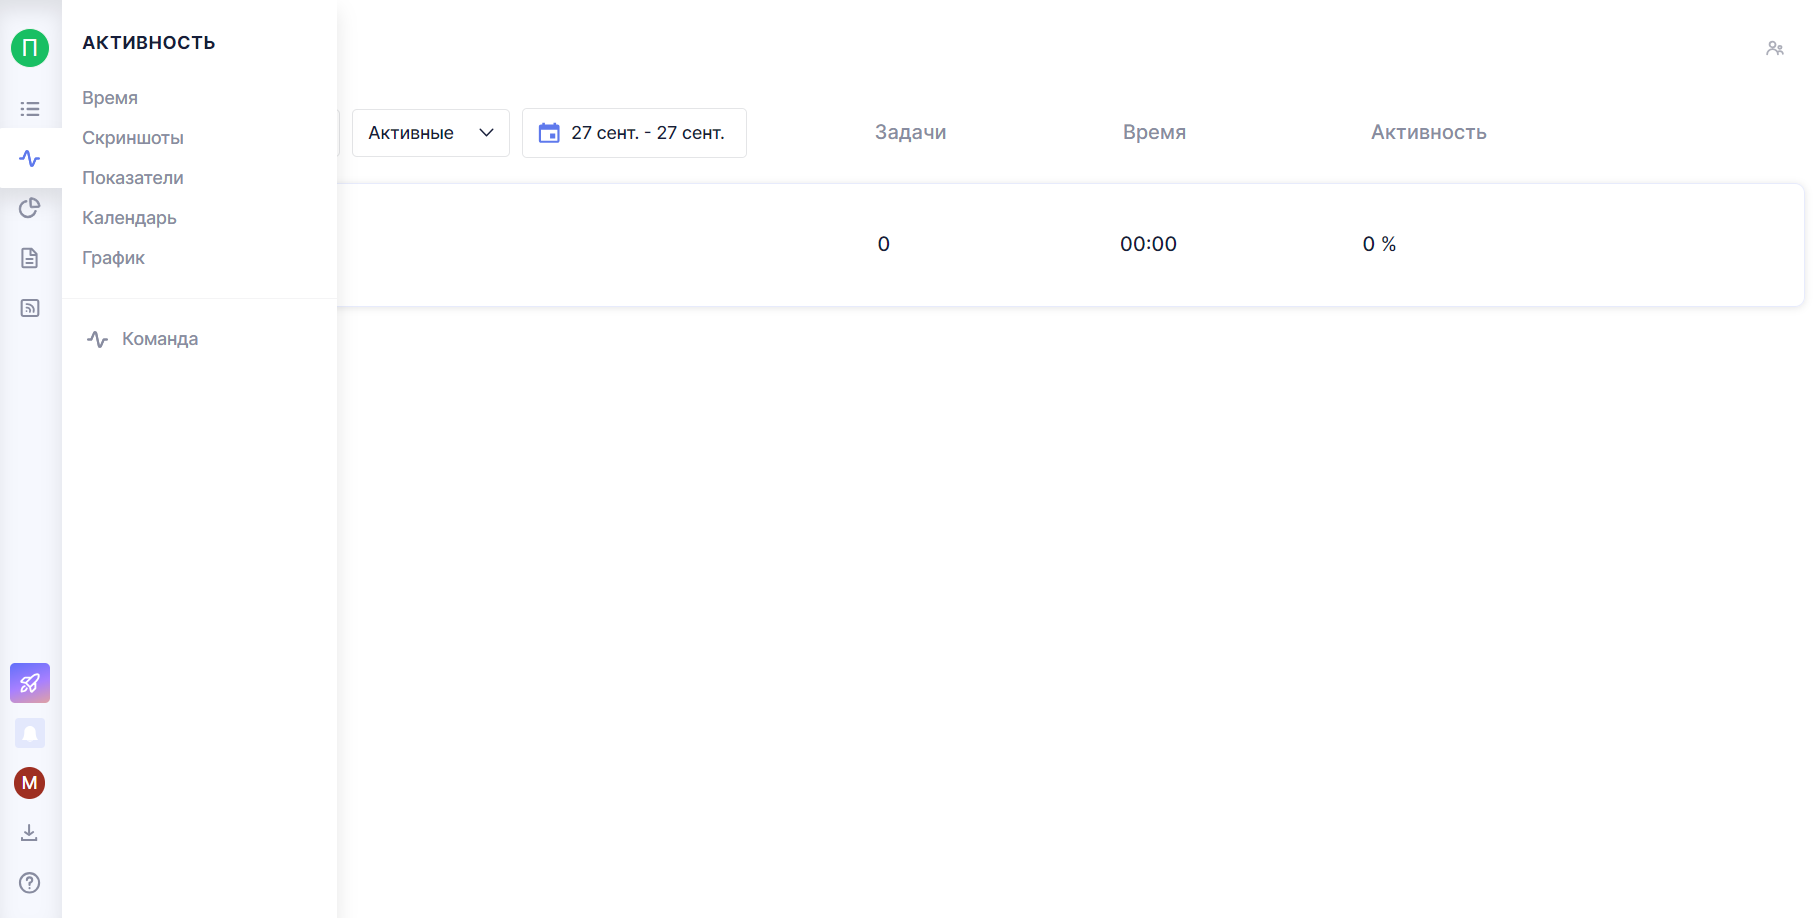 П
АКТИВНОСТЬ
Время
Скриншоты
Показатели
Календарь
График
Команда
Активные
27 сент. - 27 сент.
Задачи
Время
Активность
0
00:00
0 %
М